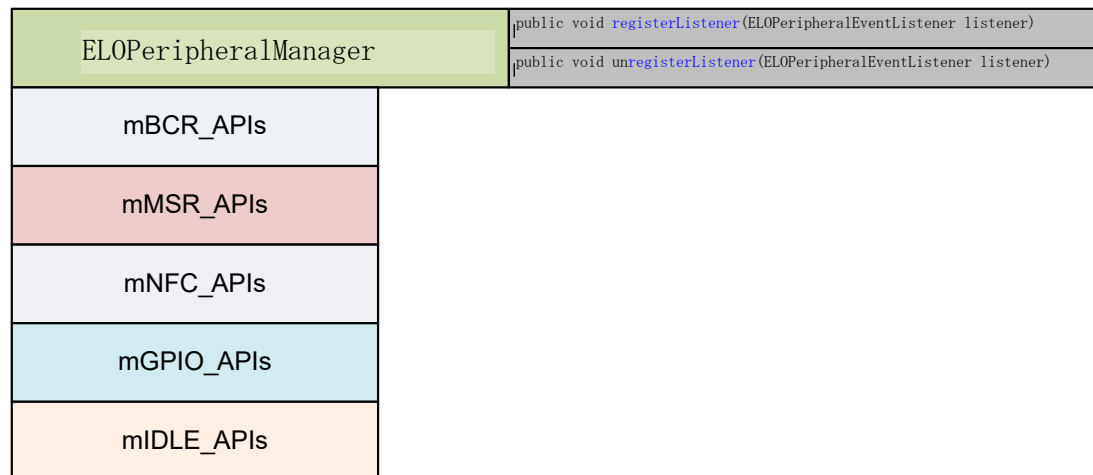 ELOPeripheralManager
public void registerListener(ELOPeripheralEventListener listener)
public void unregisterListener(ELOPeripheralEventListener listener)
mBCR_APIs
mMSR_APIs
mNFC_APIs
mGPIO_APIs
mIDLE_APIs